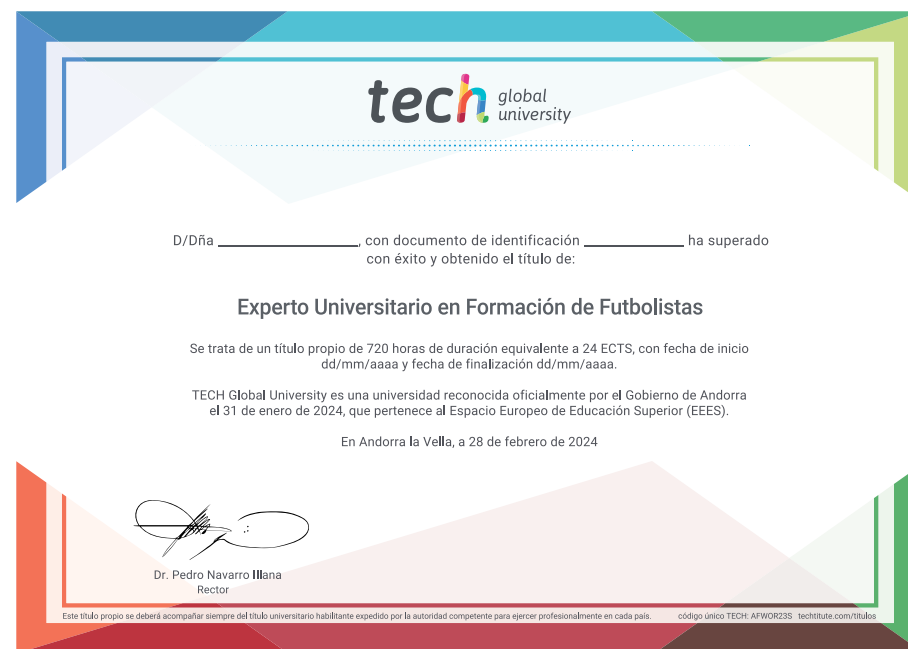 tech global university
D/Dña ____________, con documento de identificación ____________ ha superado
con éxito y obtenido el título de:
Experto Universitario en Formación de Futbolistas
Se trata de un título propio de 720 horas de duración equivalente a 24 ECTS, con fecha de inicio
dd/mm/aaaa y fecha de finalización dd/mm/aaaa.
TECH Global University es una universidad reconocida oficialmente por el Gobierno de Andorra
el 31 de enero de 2024, que pertenece al Espacio Europeo de Educación Superior (EEES).
En Andorra la Vella, a 28 de febrero de 2024
Dr. Pedro Navarro Illana
Rector
Este título propio se deberá acompañar siempre del título universitario habilitante expedido por la autoridad competente para ejercer profesionalmente en cada país. código único TECH: AFWOR23S techtitute.com/titulos